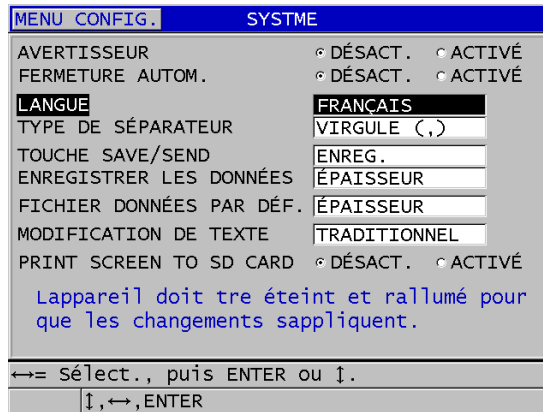 MENU CONFIG. SYSTME
AVERTISSEUR DÉSACT. ACTIVÉ
FERMETURE AUTOM. DÉSACT. ACTIVÉ
LANGUE FRANÇAIS
TYPE DE SÉPARATEUR VIRGULE (,)
TOUCHE SAVE/SEND ENREG.
ENREGISTRER LES DONNÉES ÉPAISSEUR
FICHIER DONNÉES PAR DÉF. ÉPAISSEUR
MODIFICATION DE TEXTE TRADITIONNEL
PRINT SCREEN TO SD CARD DÉSACT. ACTIVÉ
Lappareil doit tre éteint et rallumé pour
que les changements sappliquent.
↔= Sélect., puis ENTER ou ↕.
↕,↔,ENTER